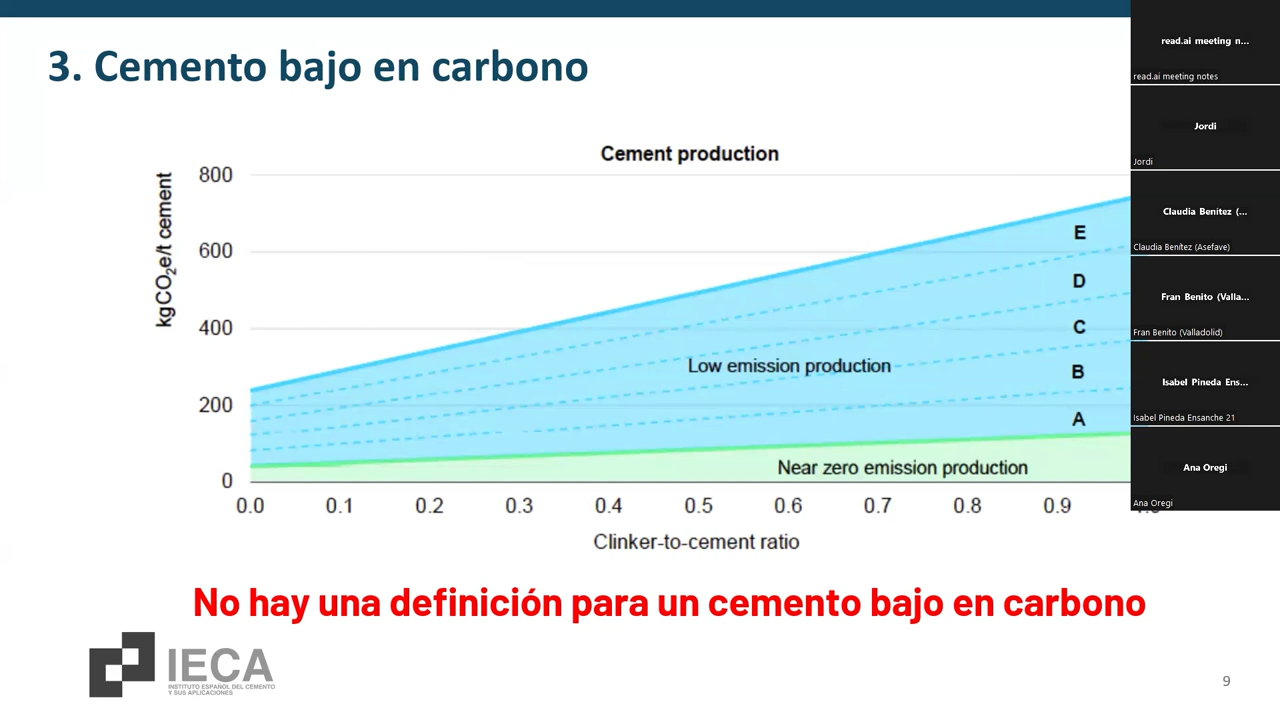 3. Cemento bajo en carbono
Cement production
kgCO₂e/t cement
800
600
400
200
0
E
D
C
Low emission production
B
A
Near zero emission production
0.0 0.1 0.2 0.3 0.4 0.5 0.6 0.7 0.8 0.9
Clinker-to-cement ratio
No hay una definición para un cemento bajo en carbono
IECA
INSTITUTO ESPAÑOL DEL CEMENTO
Y SUS APLICACIONES
9
read.ai meeting n...
read.ai meeting notes
Jordi
Jordi
Claudia Benitez (...
Claudia Benítez (Asefave)
Fran Benito (Valla...
Fran Benito (Valladolid)
Isabel Pineda Ens...
Isabel Pineda Ensanche 21
Ana Oregi
Ana Oregi